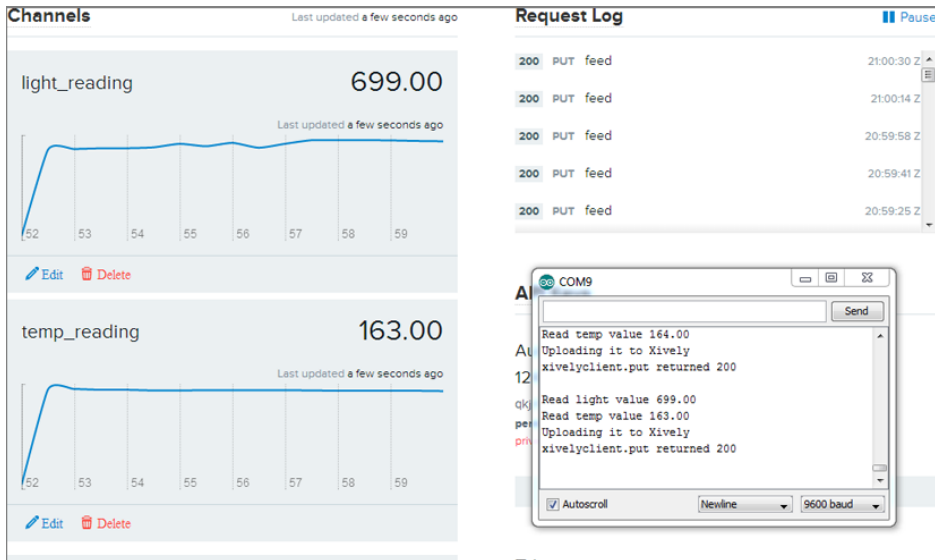 Channels
Last updated a few seconds ago
light_reading
699.00
Last updated a few seconds ago
52 53 54 55 56 57 58 59
Edit Delete
temp_reading
163.00
Last updated a few seconds ago
52 53 54 55 56 57 58 59
Edit Delete
Request Log
Pause
200 PUT feed 21:00:30 Z
200 PUT feed 21:00:14 Z
200 PUT feed 20:59:58 Z
200 PUT feed 20:59:41 Z
200 PUT feed 20:59:25 Z
COM9
Send
Read temp value 164.00
Uploading it to Xively
xivelyclient.put returned 200
Read light value 699.00
Read temp value 163.00
Uploading it to Xively
xivelyclient.put returned 200
Autoscroll
Newline
9600 baud